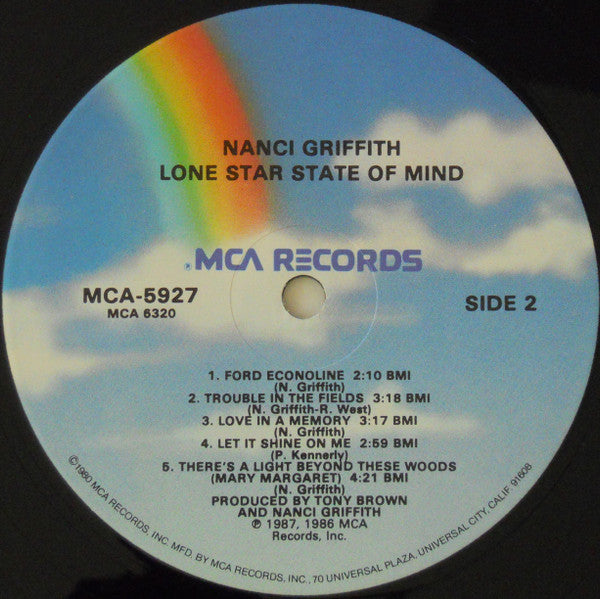 NANCI GRIFFITH
LONE STAR STATE OF MIND
MCA RECORDS
MCA-5927
MCA 6320
SIDE 2
1. FORD ECONOLINE 2:10 BMI
(N. Griffith)
2. TROUBLE IN THE FIELDS 3:18 BMI
(N. Griffith-R. West)
3. LOVE IN A MEMORY 3:17 BMI
(N. Griffith)
4. LET IT SHINE ON ME 2:59 BMI
(P. Kennerly)
5. THERE'S A LIGHT BEYOND THESE WOODS
(MARY MARGARET) 4:21 BMI
(N. Griffith)
PRODUCED BY TONY BROWN
AND NANCI GRIFFITH
℗ 1987, 1986 MCA
Records, Inc.
©1980 MCA RECORDS, INC. MFD. BY MCA RECORDS, INC., 70 UNIVERSAL PLAZA, UNIVERSAL CITY, CALIF. 91608